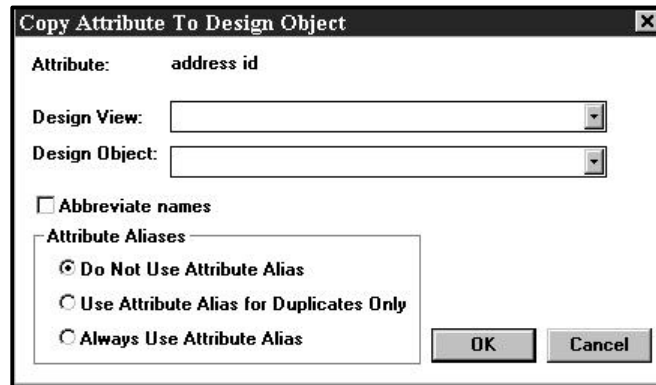 Copy Attribute To Design Object
Attribute: address id
Design View:
Design Object:
Abbreviate names
Attribute Aliases
Do Not Use Attribute Alias
Use Attribute Alias for Duplicates Only
Always Use Attribute Alias
OK Cancel